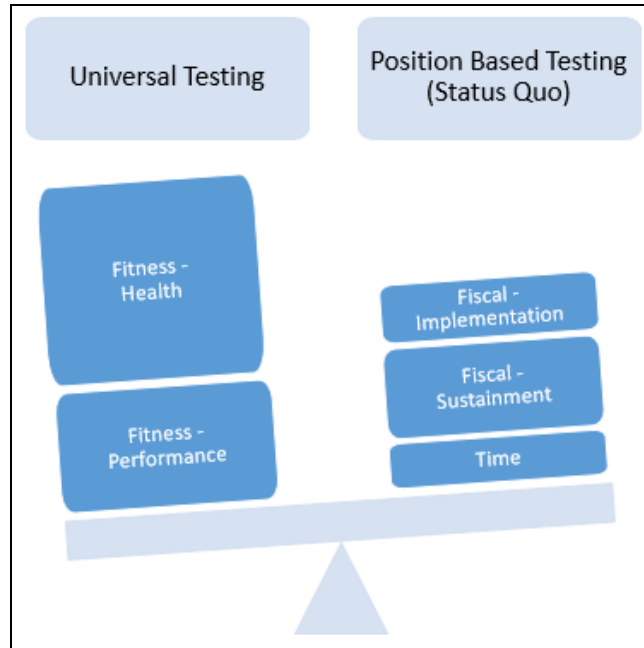 Universal Testing
Position Based Testing
(Status Quo)
Fitness -
Health
Fitness -
Performance
Fiscal -
Implementation
Fiscal -
Sustainment
Time